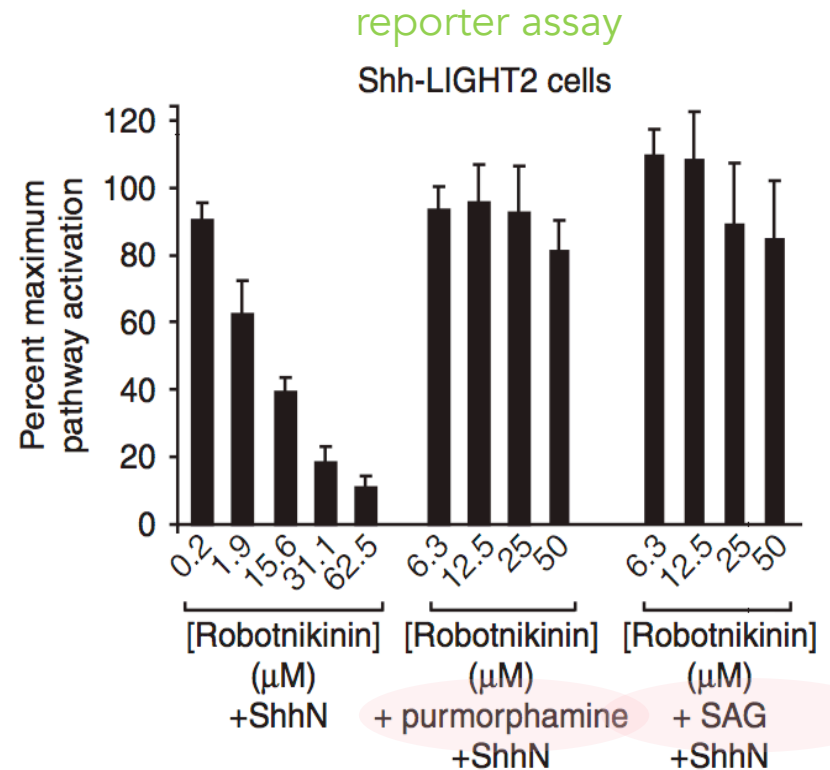 reporter assay
Shh-LIGHT2 cells
Percent maximum
pathway activation
120
100
80
60
40
20
0
0.2 1.9 15.6 31.1 62.5 6.3 12.5 25 50 6.3 12.5 25 50
[Robotnikinin] [Robotnikinin] [Robotnikinin]
(μM) (μM) (μM)
+ShhN + purmorphamine + SAG
+ShhN +ShhN